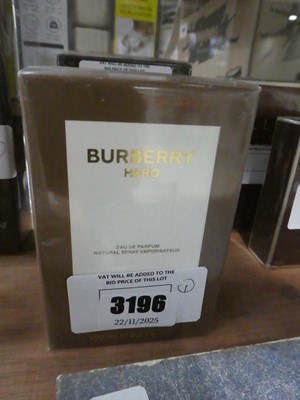 BURBERRY
HERO
EAU DE PARFUM
NATURAL SPRAY VAPORISATEUR
VAT WILL BE ADDED TO THE
BID PRICE OF THIS LOT
3196
22/11/2025